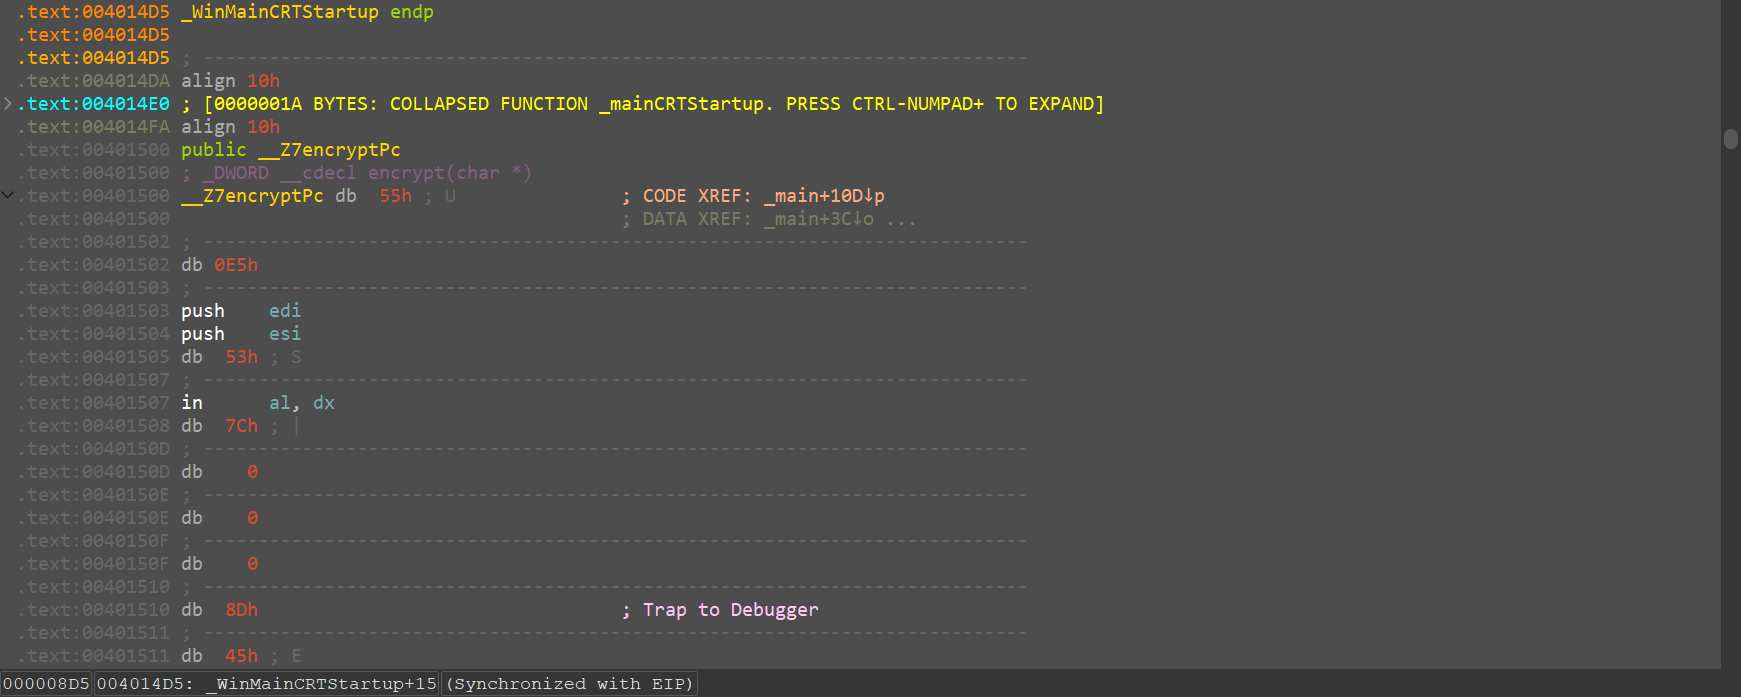 .text:004014D5 _WinMainCRTStartup endp
.text:004014D5
.text:004014D5 ; ---------------------------------------------------------------------------
.text:004014DA align 10h
.text:004014E0 ; [0000001A BYTES: COLLAPSED FUNCTION _mainCRTStartup. PRESS CTRL-NUMPAD+ TO EXPAND]
.text:004014FA align 10h
.text:00401500 public __Z7encryptPc
.text:00401500 ; _DWORD __cdecl encrypt(char *)
.text:00401500 __Z7encryptPc db 55h ; U ; CODE XREF: _main+10D↓p
.text:00401500 ; DATA XREF: _main+3C↓o ...
.text:00401502 ; ---------------------------------------------------------------------------
.text:00401502 db 0E5h
.text:00401503 ; ---------------------------------------------------------------------------
.text:00401503 push edi
.text:00401504 push esi
.text:00401505 db 53h ; S
.text:00401507 ; ---------------------------------------------------------------------------
.text:00401507 in al, dx
.text:00401508 db 7Ch ; |
.text:0040150D ; ---------------------------------------------------------------------------
.text:0040150D db 0
.text:0040150E ; ---------------------------------------------------------------------------
.text:0040150E db 0
.text:0040150F ; ---------------------------------------------------------------------------
.text:0040150F db 0
.text:00401510 ; ---------------------------------------------------------------------------
.text:00401510 db 8Dh ; Trap to Debugger
.text:00401511 ; ---------------------------------------------------------------------------
.text:00401511 db 45h ; E
000008D5 004014D5: _WinMainCRTStartup+15 (Synchronized with EIP)